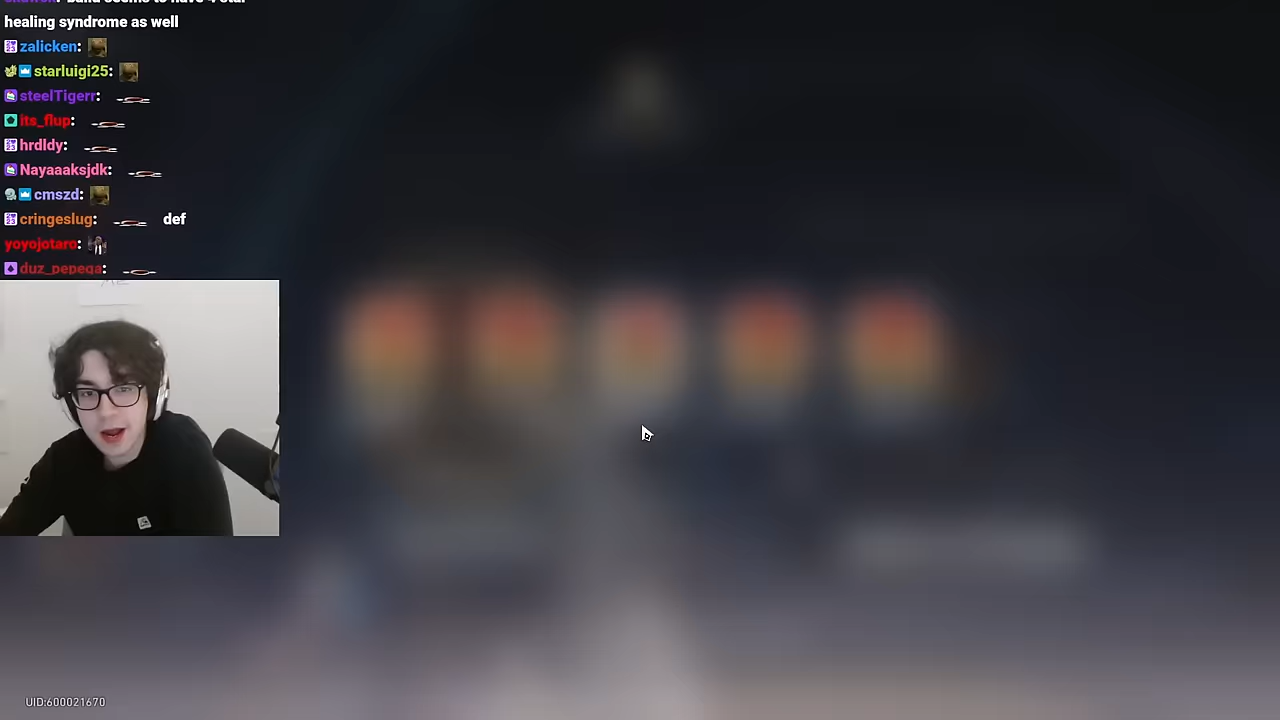 healing syndrome as well
zalicken:
starluigi25:
steelTigerr:
its_flup:
hrdldy:
Nayaaaksjdk:
cmszd:
cringeslug: def
yoyojotaro:
duz_pepega:
UID:600021670